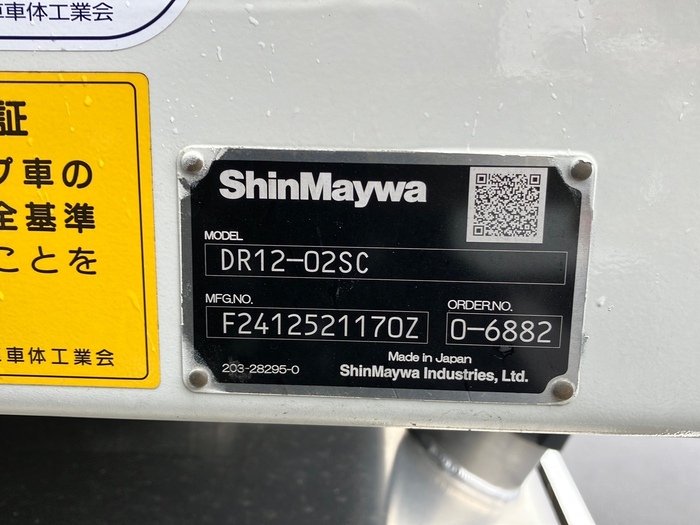 車車体工業会
証
プ車の
全基準
ことを
車体工業会
ShinMaywa
MODEL
DR12-02SC
MFG.NO.
F2412521170Z
ORDER.NO.
0-6882
Made in Japan
203-28295-0
ShinMaywa Industries, Ltd.